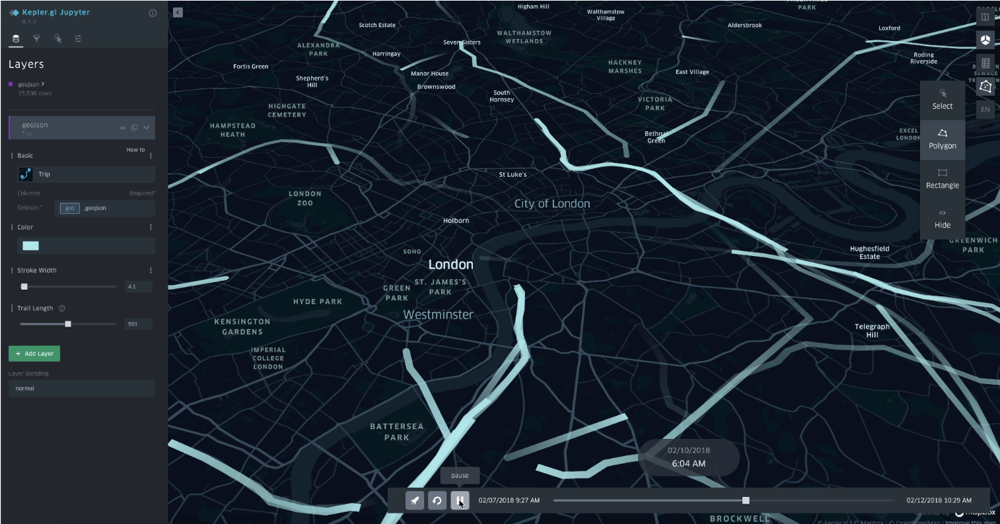 Kepler.gl Jupyter
0.3.2
Layers
geojson
15,536 rows
geojson
Trip
How to
Basic
Trip
Columns
Required*
Geojson *
geo
_geojson
Color
Stroke Width
4.1
Trail Length
501
+ Add Layer
Layer Blending
normal
Higham Hill
Walthamstow
Village
PARK
Scotch Estate
WALTHAMSTOW
WETLANDS
Aldersbrook
Loxford
Seven Sisters
ALEXANDRA
PARK
Harringay
Roding
Riverside
Fortis Green
HACKNEY
MARSHES
Manor House
East Village
Shepherd's
Hill
Brownswood
South
Hornsey
HIGHGATE
CEMETERY
VICTORIA
PARK
HAMPSTEAD
HEATH
Bethnal
Green
EXCEL
LONDON
St Luke's
LONDON
ZOO
City of London
Holborn
SOHO
London
Hughesfield
Estate
GREENWICH
PARK
ST. JAMES'S
PARK
GREEN
PARK
HYDE PARK
Westminster
KENSINGTON
GARDENS
Telegraph
Hill
IMPERIAL
COLLEGE
LONDON
BATTERSEA
PARK
BROCKWELL
EN
Select
Polygon
Rectangle
Hide
02/10/2018
6:04 AM
pause
02/07/2018 9:27 AM
02/12/2018 10:29 AM
mapbox
© kepler.gl | © Mapbox | © OpenStreetMap | Improve this map